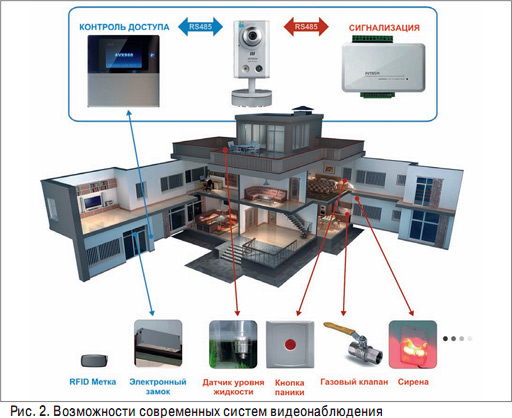 КОНТРОЛЬ ДОСТУПА
RS485
RS485
СИГНАЛИЗАЦИЯ
AVTECH
RFID Метка
Электронный
замок
Датчик уровня
жидкости
Кнопка
паники
Газовый клапан
Сирена
Рис. 2. Возможности современных систем видеонаблюдения